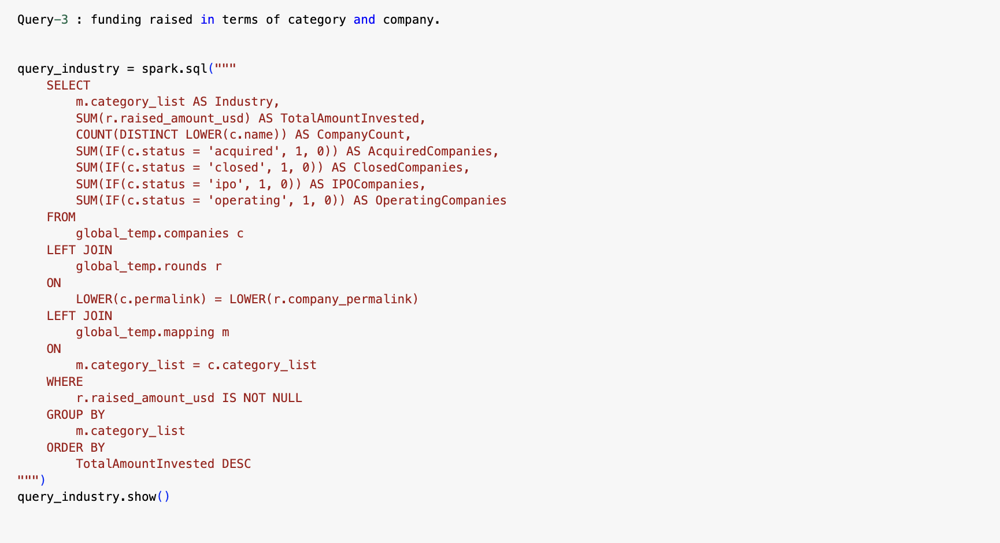 Query-3 : funding raised in terms of category and company.
query_industry = spark.sql("""
    SELECT
        m.category_list AS Industry,
        SUM(r.raised_amount_usd) AS TotalAmountInvested,
        COUNT(DISTINCT LOWER(c.name)) AS CompanyCount,
        SUM(IF(c.status = 'acquired', 1, 0)) AS AcquiredCompanies,
        SUM(IF(c.status = 'closed', 1, 0)) AS ClosedCompanies,
        SUM(IF(c.status = 'ipo', 1, 0)) AS IPOCompanies,
        SUM(IF(c.status = 'operating', 1, 0)) AS OperatingCompanies
    FROM
        global_temp.companies c
    LEFT JOIN
        global_temp.rounds r
    ON
        LOWER(c.permalink) = LOWER(r.company_permalink)
    LEFT JOIN
        global_temp.mapping m
    ON
        m.category_list = c.category_list
    WHERE
        r.raised_amount_usd IS NOT NULL
    GROUP BY
        m.category_list
    ORDER BY
        TotalAmountInvested DESC
""")
query_industry.show()